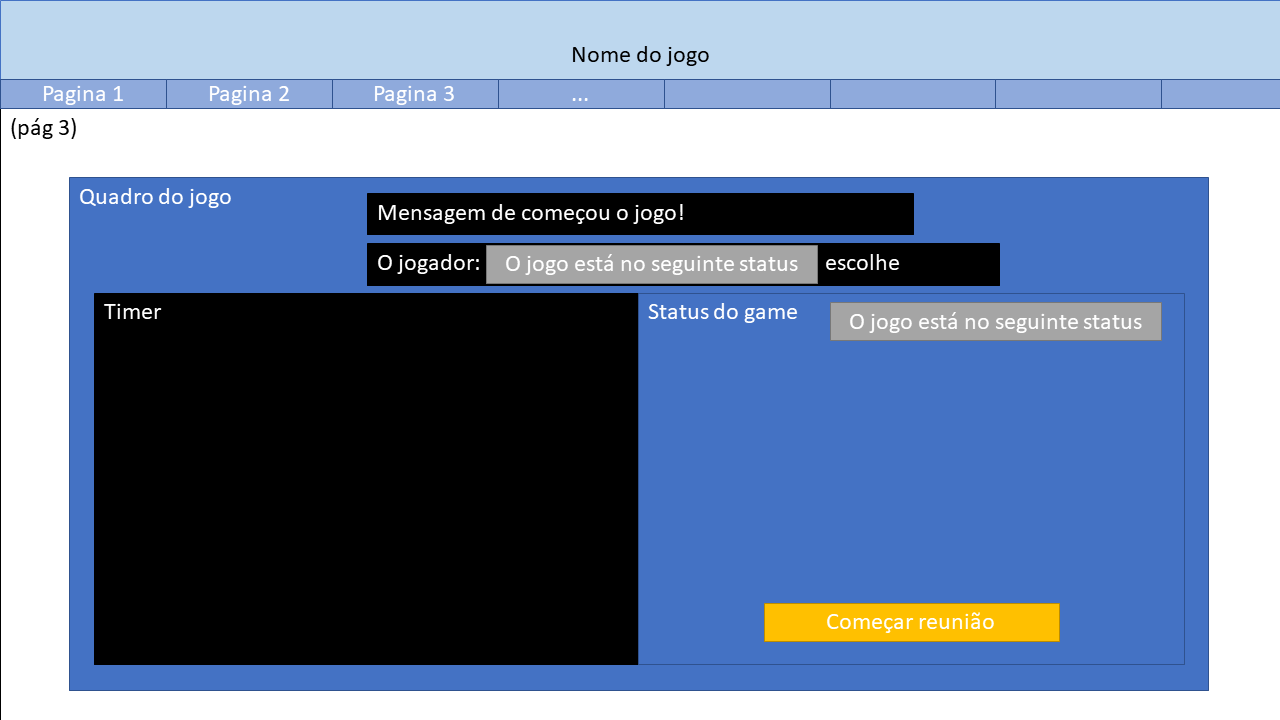 Nome do jogo
Pagina 1 Pagina 2 Pagina 3 ...
(pág 3)
Quadro do jogo
Mensagem de começou o jogo!
O jogador: O jogo está no seguinte status escolhe
Timer
Status do game O jogo está no seguinte status
Começar reunião